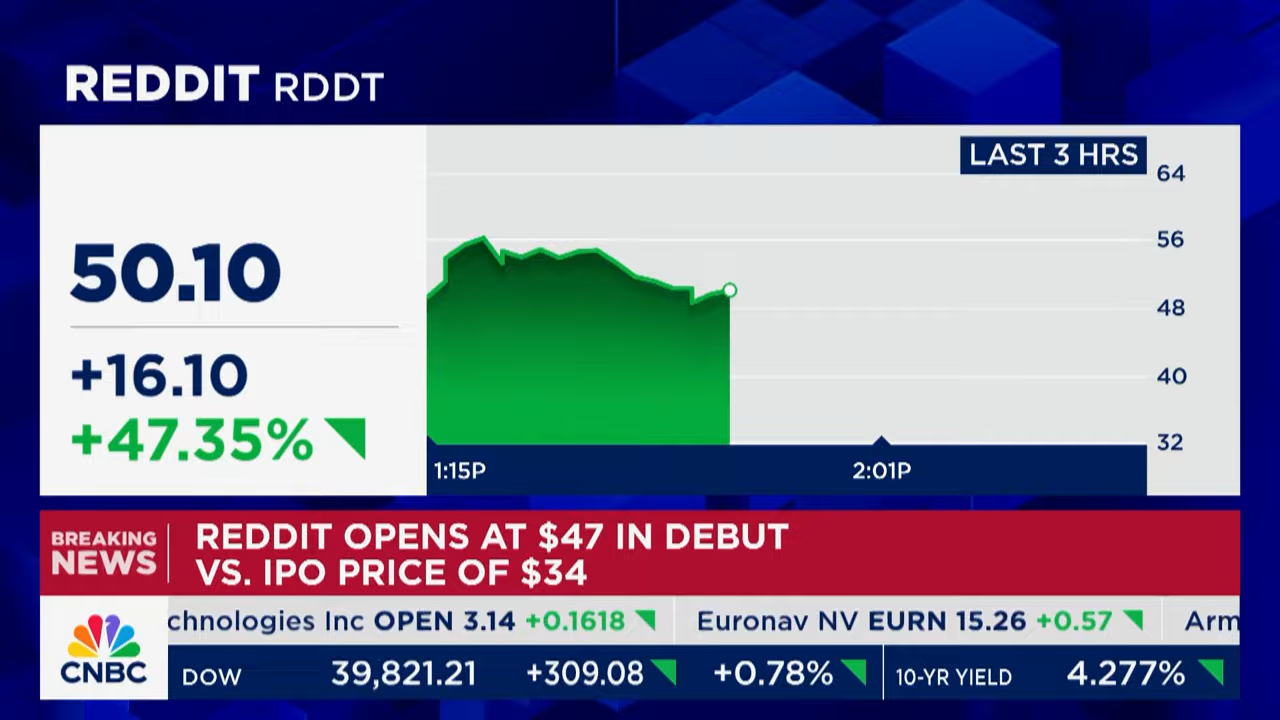 REDDIT RDDT
LAST 3 HRS
64
56
48
40
32
50.10
+16.10
+47.35%
1:15P
2:01P
BREAKING NEWS
REDDIT OPENS AT $47 IN DEBUT
VS. IPO PRICE OF $34
chnologies Inc OPEN 3.14 +0.1618 Euronav NV EURN 15.26 +0.57 Arm
CNBC
DOW 39,821.21 +309.08 +0.78% 10-YR YIELD 4.277%